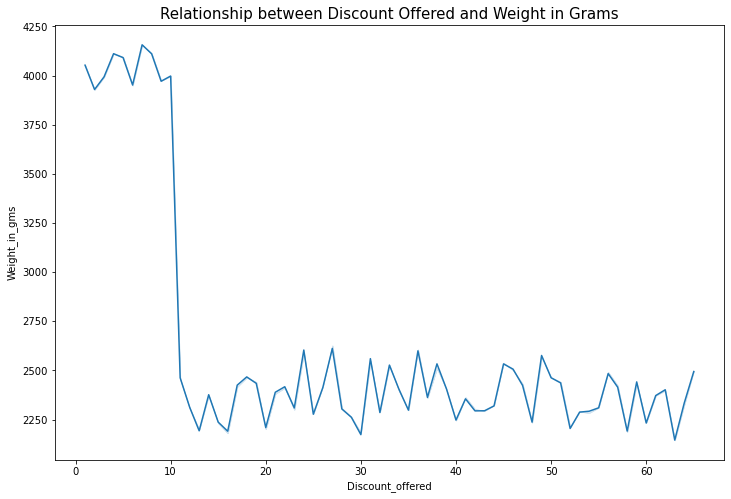 Relationship between Discount Offered and Weight in Grams
4250
4000
3750
3500
3250
3000
2750
2500
2250
Weight_in_gms
0 10 20 30 40 50 60
Discount_offered